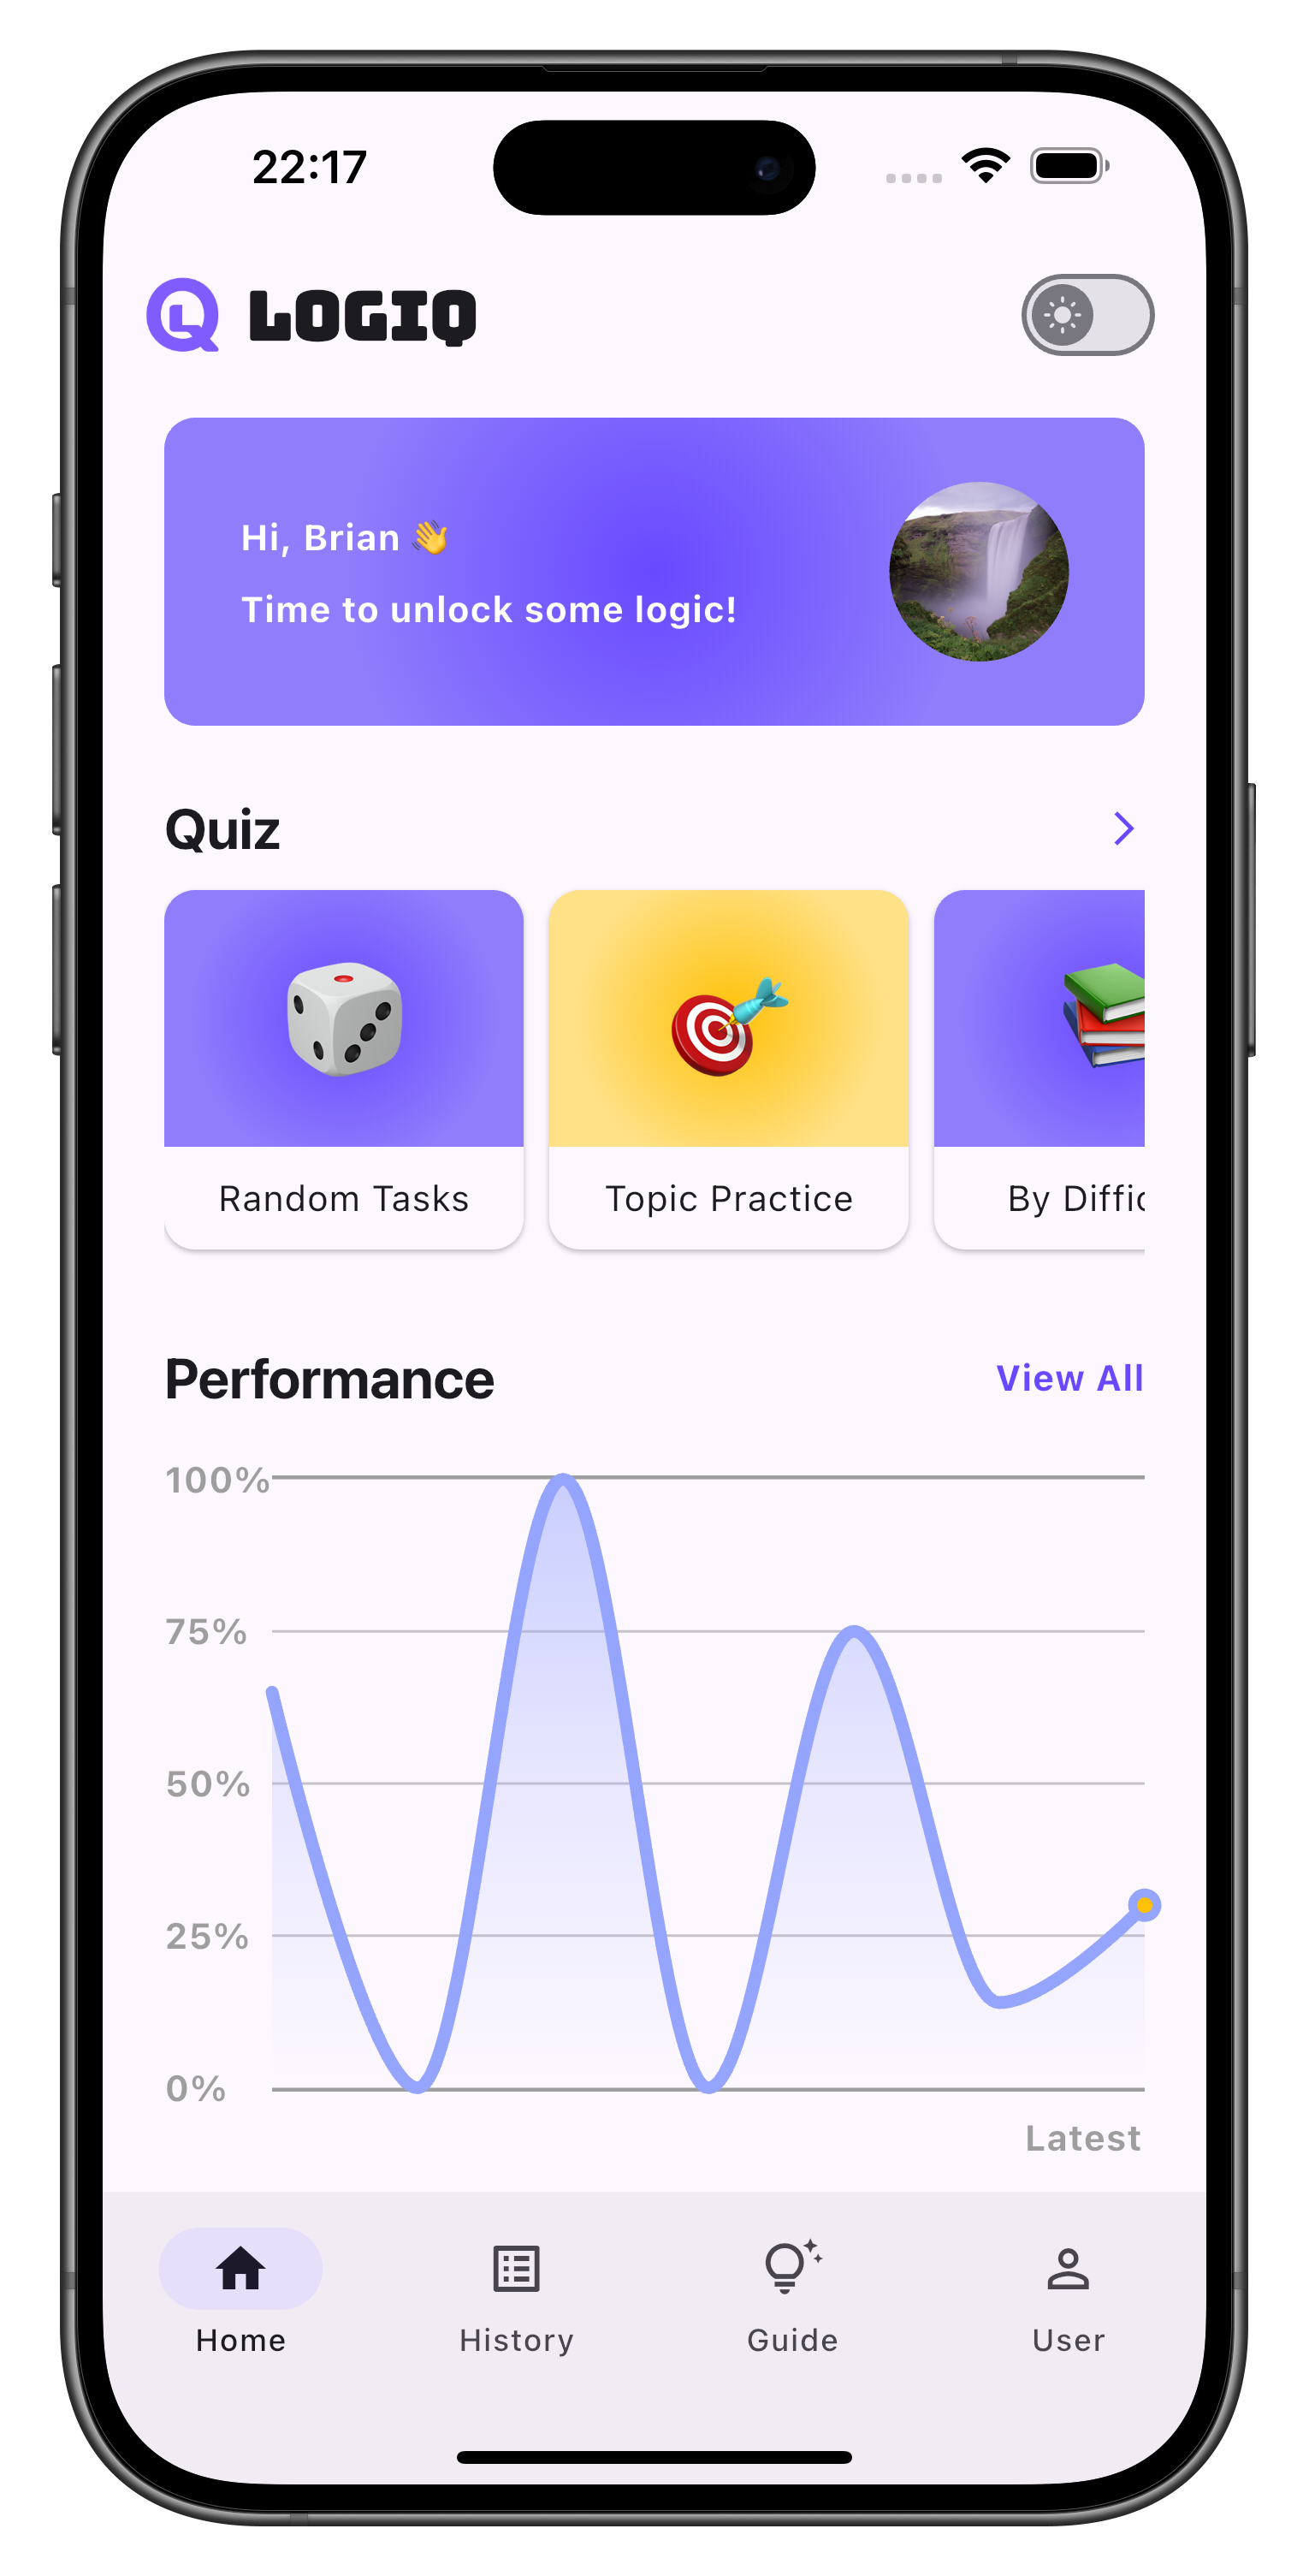 22:17
LOGIQ
Hi, Brian 👋
Time to unlock some logic!
Quiz
Random Tasks
Topic Practice
By Diffic
Performance
View All
100%
75%
50%
25%
0%
Latest
Home
History
Guide
User